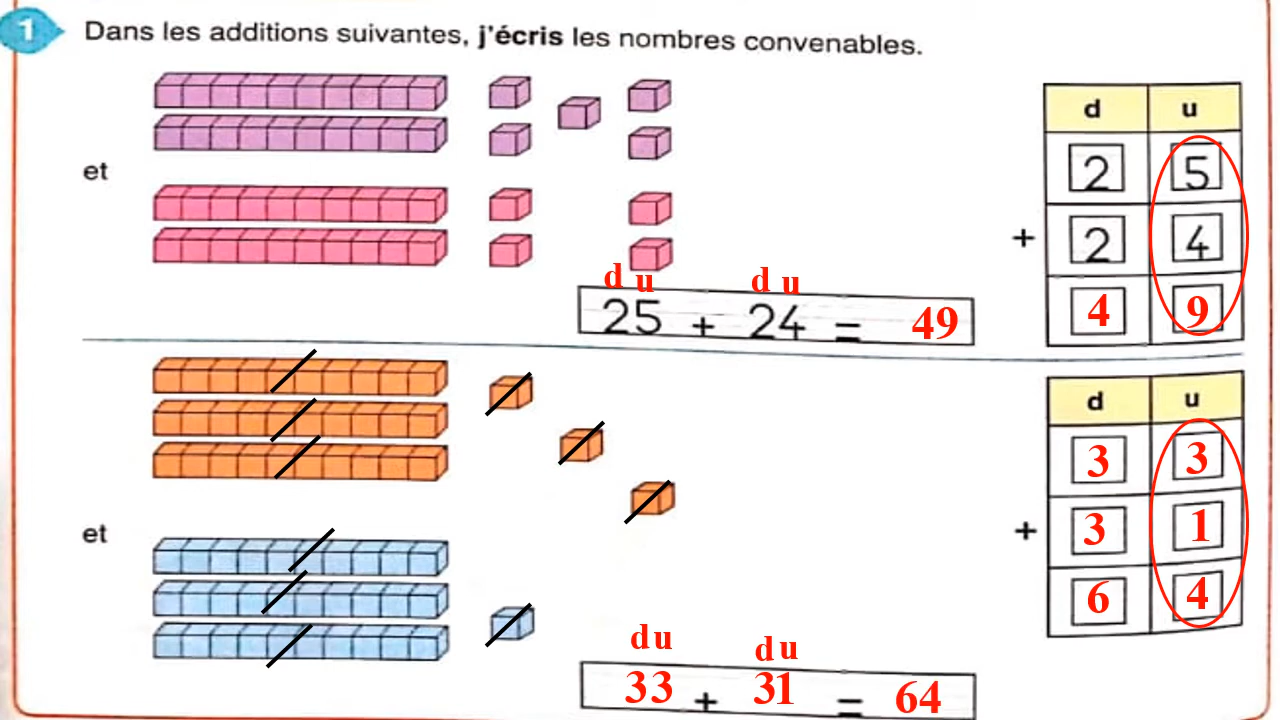 1 Dans les additions suivantes, j'écris les nombres convenables.
et
d u
2 5
+ 2 4
4 9
d u d u
25 + 24 = 49
et
d u
3 3
+ 3 1
6 4
d u d u
33 + 31 = 64